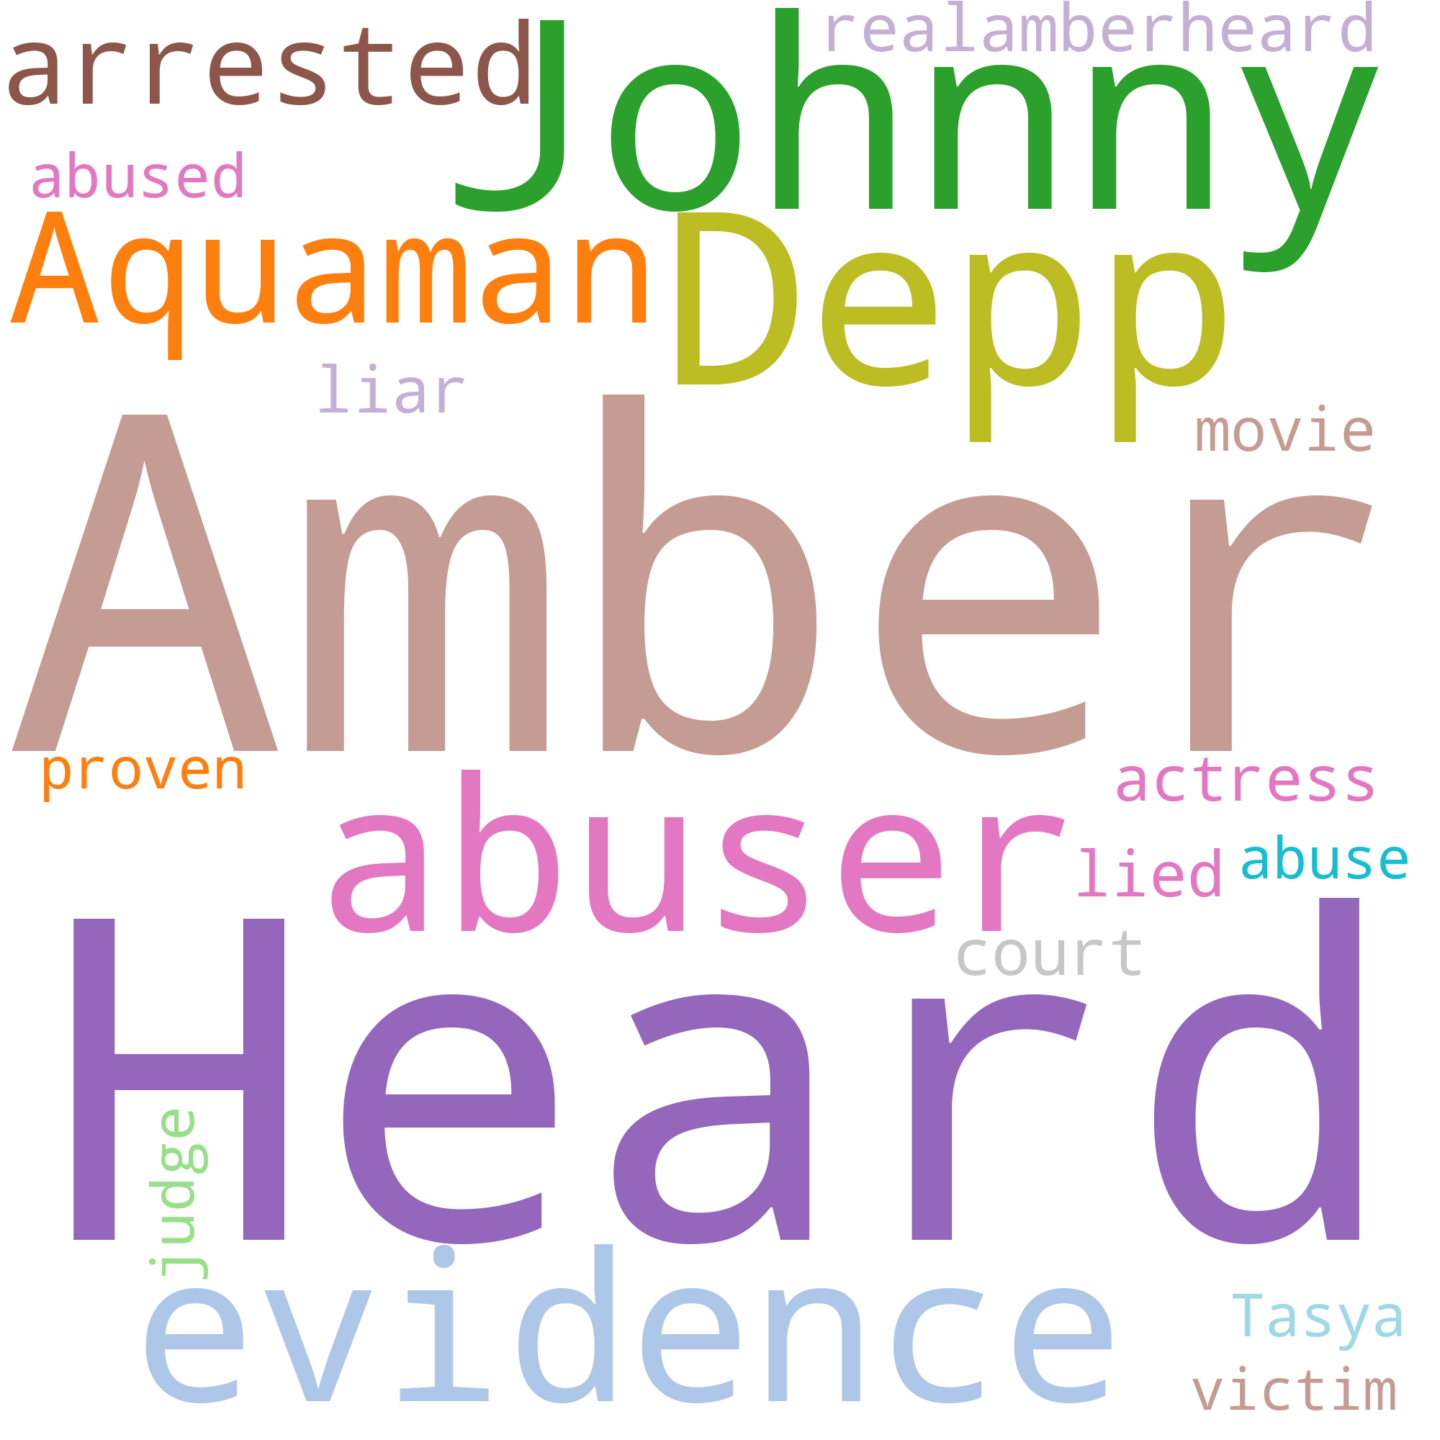 realamberheard
arrested
Johnny
abused
Aquaman
Depp
liar
movie
Amber
proven
actress
abuser
lied
abuse
Heard
court
judge
evidence
Tasya
victim